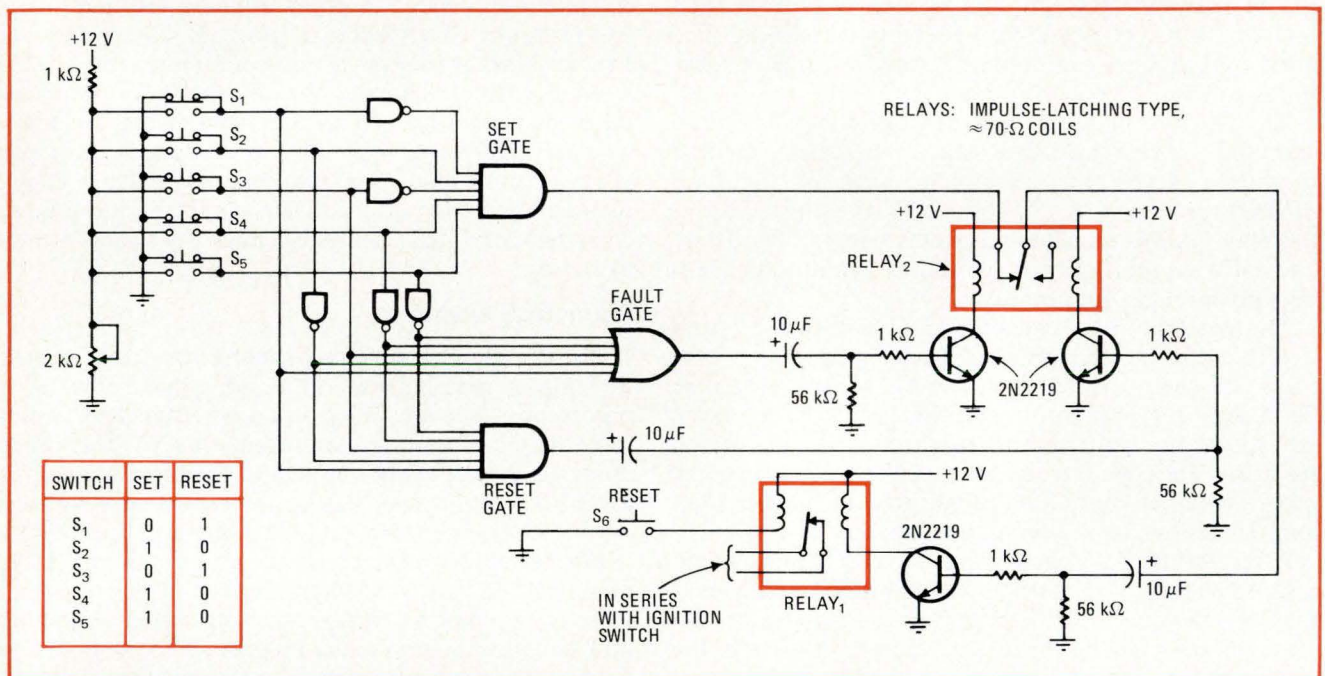 +12 V
1 kΩ
2 kΩ
S1
S2
S3
S4
S5
SET
GATE
FAULT
GATE
RESET
GATE
RELAYS: IMPULSE-LATCHING TYPE,
≈70-Ω COILS
+12 V
+12 V
RELAY2
10 μF
+
1 kΩ
1 kΩ
2N2219
56 kΩ
+
10 μF
56 kΩ
+12 V
RESET
S6
2N2219
1 kΩ
+
10 μF
56 kΩ
RELAY1
IN SERIES
WITH IGNITION
SWITCH
SWITCH SET RESET
S1 0 1
S2 1 0
S3 0 1
S4 1 0
S5 1 0